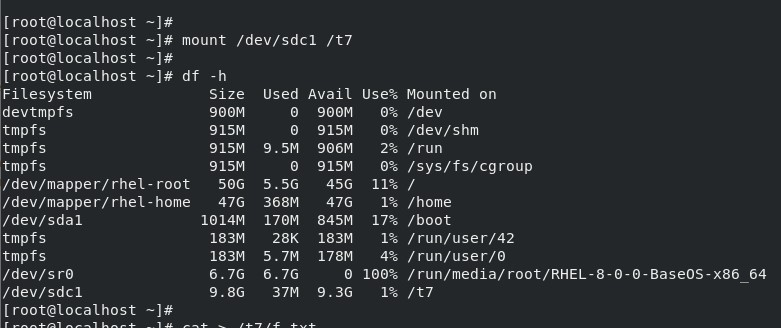 [root@localhost ~]#
[root@localhost ~]# mount /dev/sdc1 /t7
[root@localhost ~]#
[root@localhost ~]# df -h
Filesystem             Size  Used Avail Use% Mounted on
devtmpfs               900M     0  900M   0% /dev
tmpfs                  915M     0  915M   0% /dev/shm
tmpfs                  915M  9.5M  906M   2% /run
tmpfs                  915M     0  915M   0% /sys/fs/cgroup
/dev/mapper/rhel-root   50G  5.5G   45G  11% /
/dev/mapper/rhel-home   47G  368M   47G   1% /home
/dev/sda1             1014M  170M  845M  17% /boot
tmpfs                  183M   28K  183M   1% /run/user/42
tmpfs                  183M  5.7M  178M   4% /run/user/0
/dev/sr0               6.7G  6.7G     0 100% /run/media/root/RHEL-8-0-0-BaseOS-x86_64
/dev/sdc1              9.8G   37M  9.3G   1% /t7
[root@localhost ~]#
[root@localhost ~]# cat > /t7/f.txt